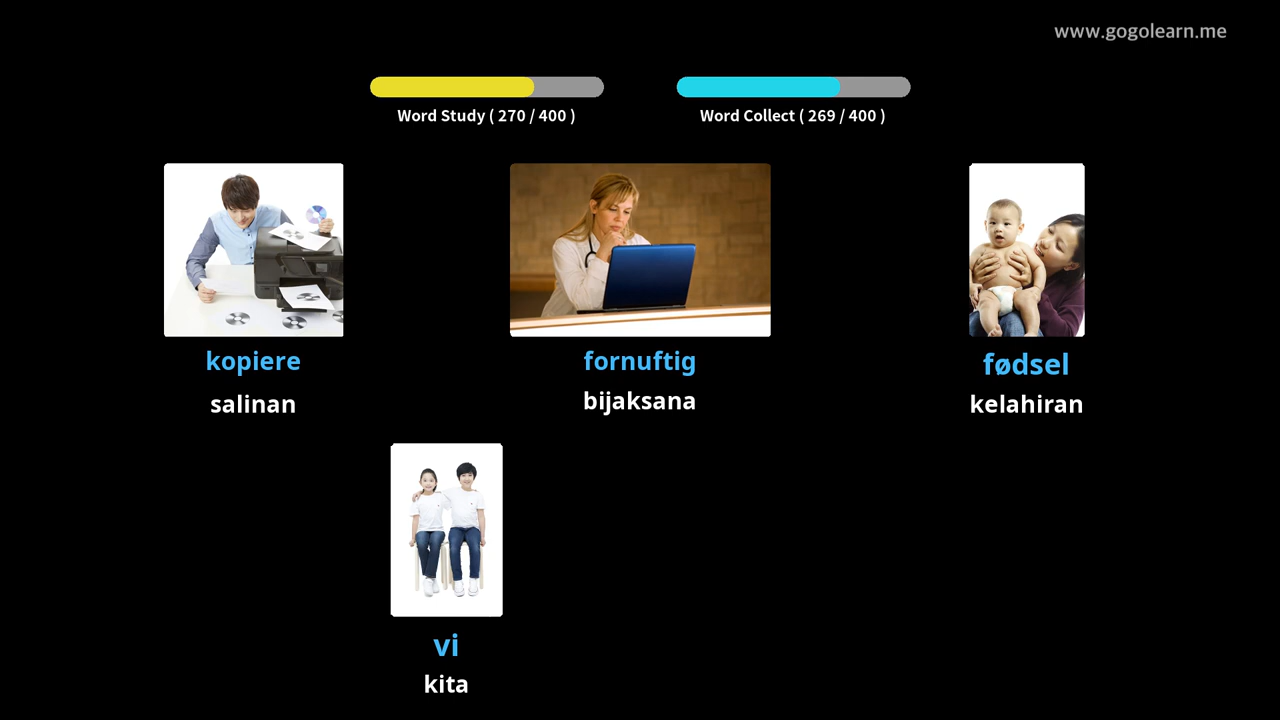 www.gogolearn.me
Word Study ( 270 / 400 )
Word Collect ( 269 / 400 )
kopiere
salinan
fornuftig
bijaksana
fødsel
kelahiran
vi
kita